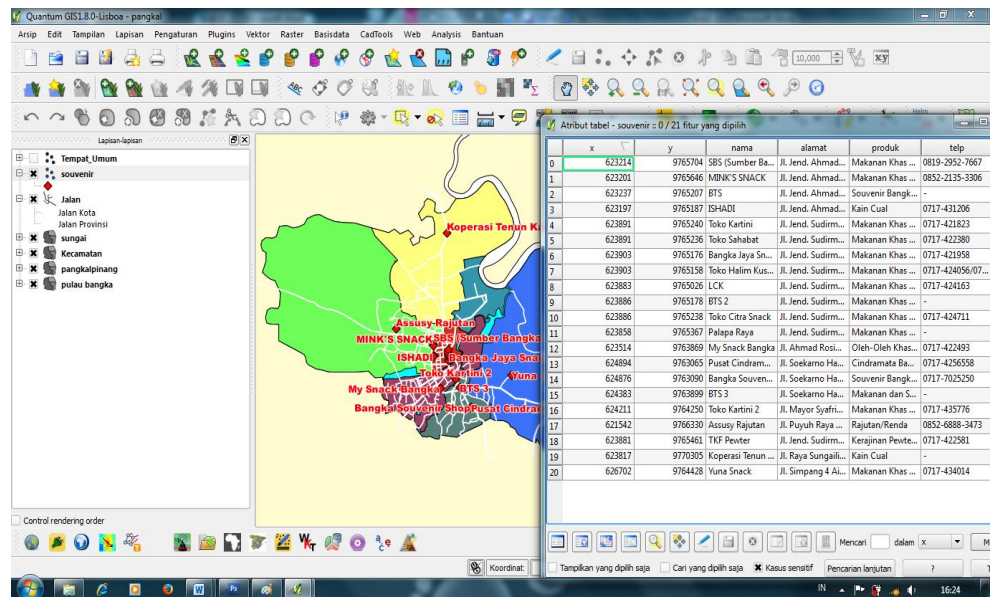 Quantum GIS1.8.0-Lisboa - pangkal
Arsip Edit Tampilan Lapisan Pengaturan Plugins Vektor Raster Basisdata CadTools Web Analysis Bantuan
10,000
Lapisan-lapisan
Tempat_Umum
souvenir
Jalan
Jalan Kota
Jalan Provinsi
sungai
Kecamatan
pangkalpinang
pulau bangka
Control rendering order
Koperasi Tenun K
Assusy Rajutan
MINK'S SNACK SBS (Sumber Bangka
ISHADI Bangka Jaya Sna
Toko Kartini 2 Yuna
My Snack Bangka BTS 3
Bangka Souvenir Shop Pusat Cindra
Atribut tabel - souvenir :: 0 / 21 fitur yang dipilih
x y nama alamat produk telp
0 623214 9765704 SBS (Sumber Ba... Jl. Jend. Ahmad... Makanan Khas ... 0819-2952-7667
1 623201 9765646 MINK'S SNACK Jl. Jend. Ahmad... Makanan Khas ... 0852-2135-3306
2 623237 9765207 BTS Jl. Jend. Ahmad... Souvenir Bangk... -
3 623197 9765187 ISHADI Jl. Jend. Ahmad... Kain Cual 0717-431206
4 623891 9765240 Toko Kartini Jl. Jend. Sudirm... Makanan Khas ... 0717-421823
5 623891 9765236 Toko Sahabat Jl. Jend. Sudirm... Makanan Khas ... 0717-422380
6 623903 9765176 Bangka Jaya Sn... Jl. Jend. Sudirm... Makanan Khas ... 0717-421958
7 623903 9765158 Toko Halim Kus... Jl. Jend. Sudirm... Makanan Khas ... 0717-424056/07...
8 623883 9765026 LCK Jl. Jend. Sudirm... Makanan Khas ... 0717-424163
9 623886 9765178 BTS 2 Jl. Jend. Sudirm... Makanan Khas ... -
10 623886 9765238 Toko Citra Snack Jl. Jend. Sudirm... Makanan Khas ... 0717-424711
11 623858 9765367 Palapa Raya Jl. Jend. Sudirm... Makanan Khas ... -
12 623514 9763869 My Snack Bangka Jl. Ahmad Rosi... Oleh-Oleh Khas... 0717-422493
13 624894 9763065 Pusat Cindram... Jl. Soekarno Ha... Cindramata Ba... 0717-4256558
14 624876 9763090 Bangka Souven... Jl. Soekarno Ha... Souvenir Bangk... 0717-7025250
15 624383 9763899 BTS 3 Jl. Soekarno Ha... Makanan dan S... -
16 624211 9764250 Toko Kartini 2 Jl. Mayor Syafri... Makanan Khas ... 0717-435776
17 621542 9766330 Assusy Rajutan Jl. Puyuh Raya ... Rajutan/Renda 0852-6888-3473
18 623881 9765461 TKF Pewter Jl. Jend. Sudirm... Kerajinan Pewte... 0717-422581
19 623817 9770305 Koperasi Tenun ... Jl. Raya Sungaili... Kain Cual -
20 626702 9764428 Yuna Snack Jl. Simpang 4 Ai... Makanan Khas ... 0717-434014
Mencari dalam x M
Tampilkan yang dipilih saja Cari yang dipilih saja Kasus sensitif Pencarian lanjutan ?
Koordinat:
IN 16:24